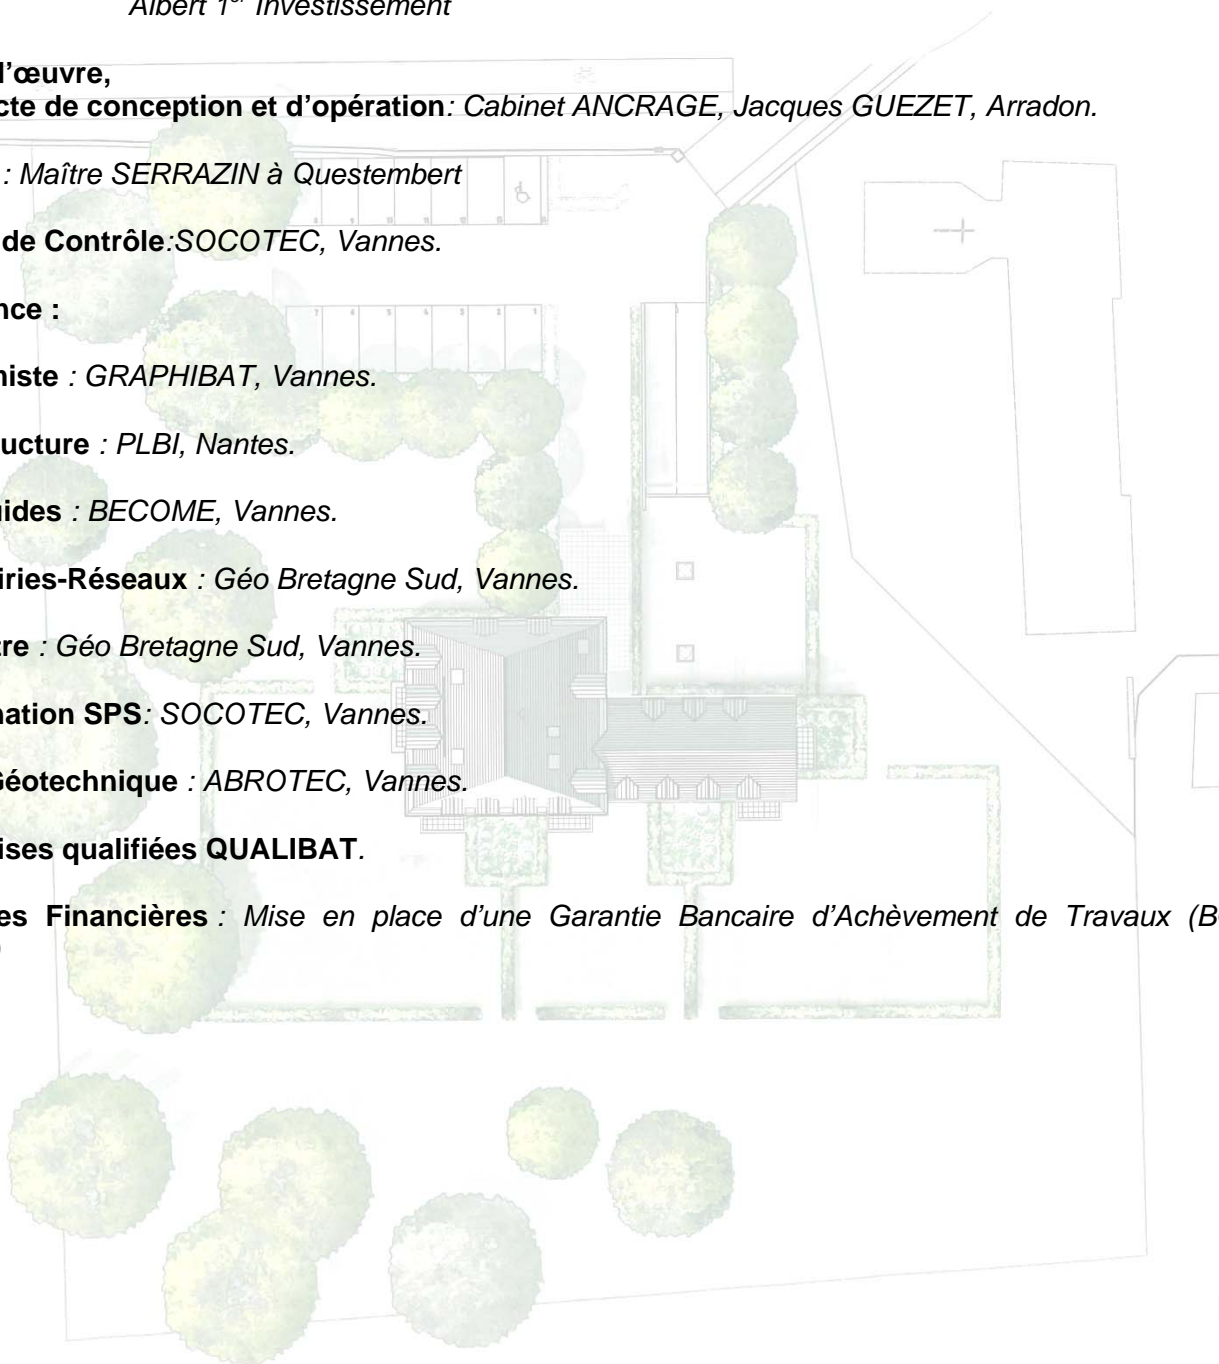 Albert 1er Investissement
l’œuvre,
cte de conception et d’opération: Cabinet ANCRAGE, Jacques GUEZET, Arradon.
: Maître SERRAZIN à Questembert
de Contrôle:SOCOTEC, Vannes.
nce :
niste : GRAPHIBAT, Vannes.
ucture : PLBI, Nantes.
uides : BECOME, Vannes.
iries-Réseaux : Géo Bretagne Sud, Vannes.
tre : Géo Bretagne Sud, Vannes.
nation SPS: SOCOTEC, Vannes.
Géotechnique : ABROTEC, Vannes.
ises qualifiées QUALIBAT.
es Financières : Mise en place d’une Garantie Bancaire d’Achèvement de Travaux (B
)